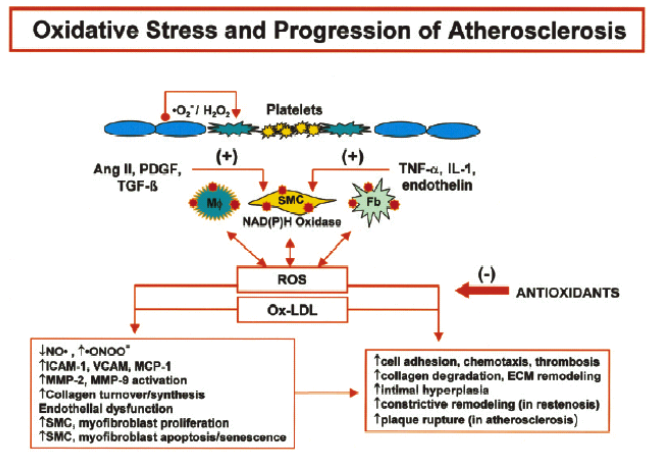 Oxidative Stress and Progression of Atherosclerosis
•O₂⁻/ H₂O₂
Platelets
(+)
(+)
Ang II, PDGF,
TGF-ß
TNF-α, IL-1,
endothelin
Mϕ
SMC
Fb
NAD(P)H Oxidase
ROS
(-)
ANTIOXIDANTS
Ox-LDL
↓NO• , ↑•ONOO⁻
↑ICAM-1, VCAM, MCP-1
↑MMP-2, MMP-9 activation
↑Collagen turnover/synthesis
Endothelial dysfunction
↑SMC, myofibroblast proliferation
↑SMC, myofibroblast apoptosis/senescence
↑cell adhesion, chemotaxis, thrombosis
↑collagen degradation, ECM remodeling
↑intimal hyperplasia
↑constrictive remodeling (in restenosis)
↑plaque rupture (in atherosclerosis)